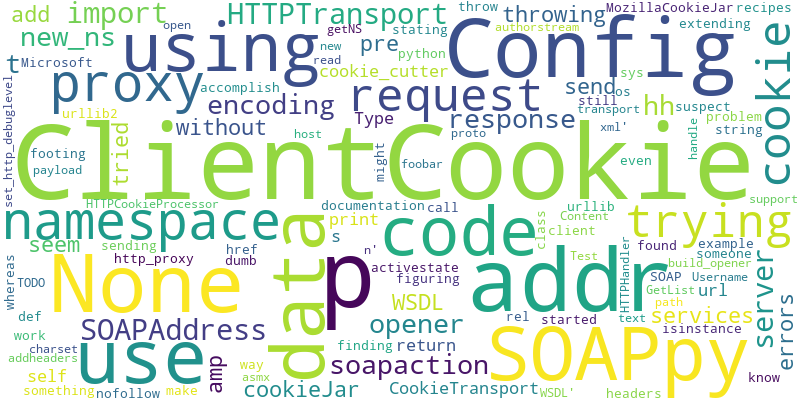 add import HTTPTransport throw throwing MozillaCookieJar recipes
open getNS stating authorstream extending
new_ns using pre Config cookie
Microsoft new read python
t proxy accomplish cookie_cutter send os sys
urllib2 encoding request still hh suspect
set_http_debuglevel without Type response transport problem
tried host proto xml' string handle
footing ClientCookie might foobar even
payload
HTTPCookieProcessor documentation call urllib support
namespace data print code Content trying
seem sending s class client found example
href n' Test HTTPHandler someone
whereas http_proxy dumb p activestate addr build_opener
TODO None figuring WSDL SOAP Username server
GetList url
def rel started text path services errors
work SOAPAddress opener isinstance
charset use finding return SOAPpy
addheaders amp way soapaction know
self asmx
something nofollow make cookieJar CookieTransport WSDL' headers